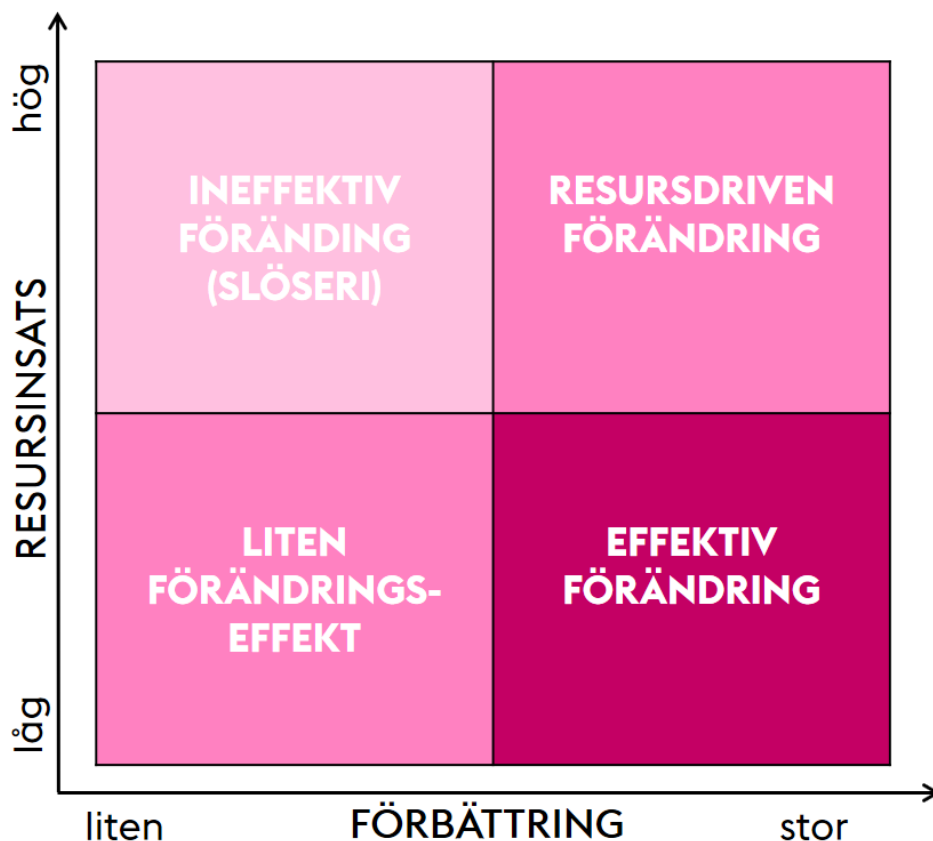 hög
RESURSINSATS
låg
INEFFEKTIV
FÖRÄNDING
(SLÖSERI)
RESURSDRIVEN
FÖRÄNDRING
LITEN
FÖRÄNDRINGS-
EFFEKT
EFFEKTIV
FÖRÄNDRING
liten
FÖRBÄTTRING
stor